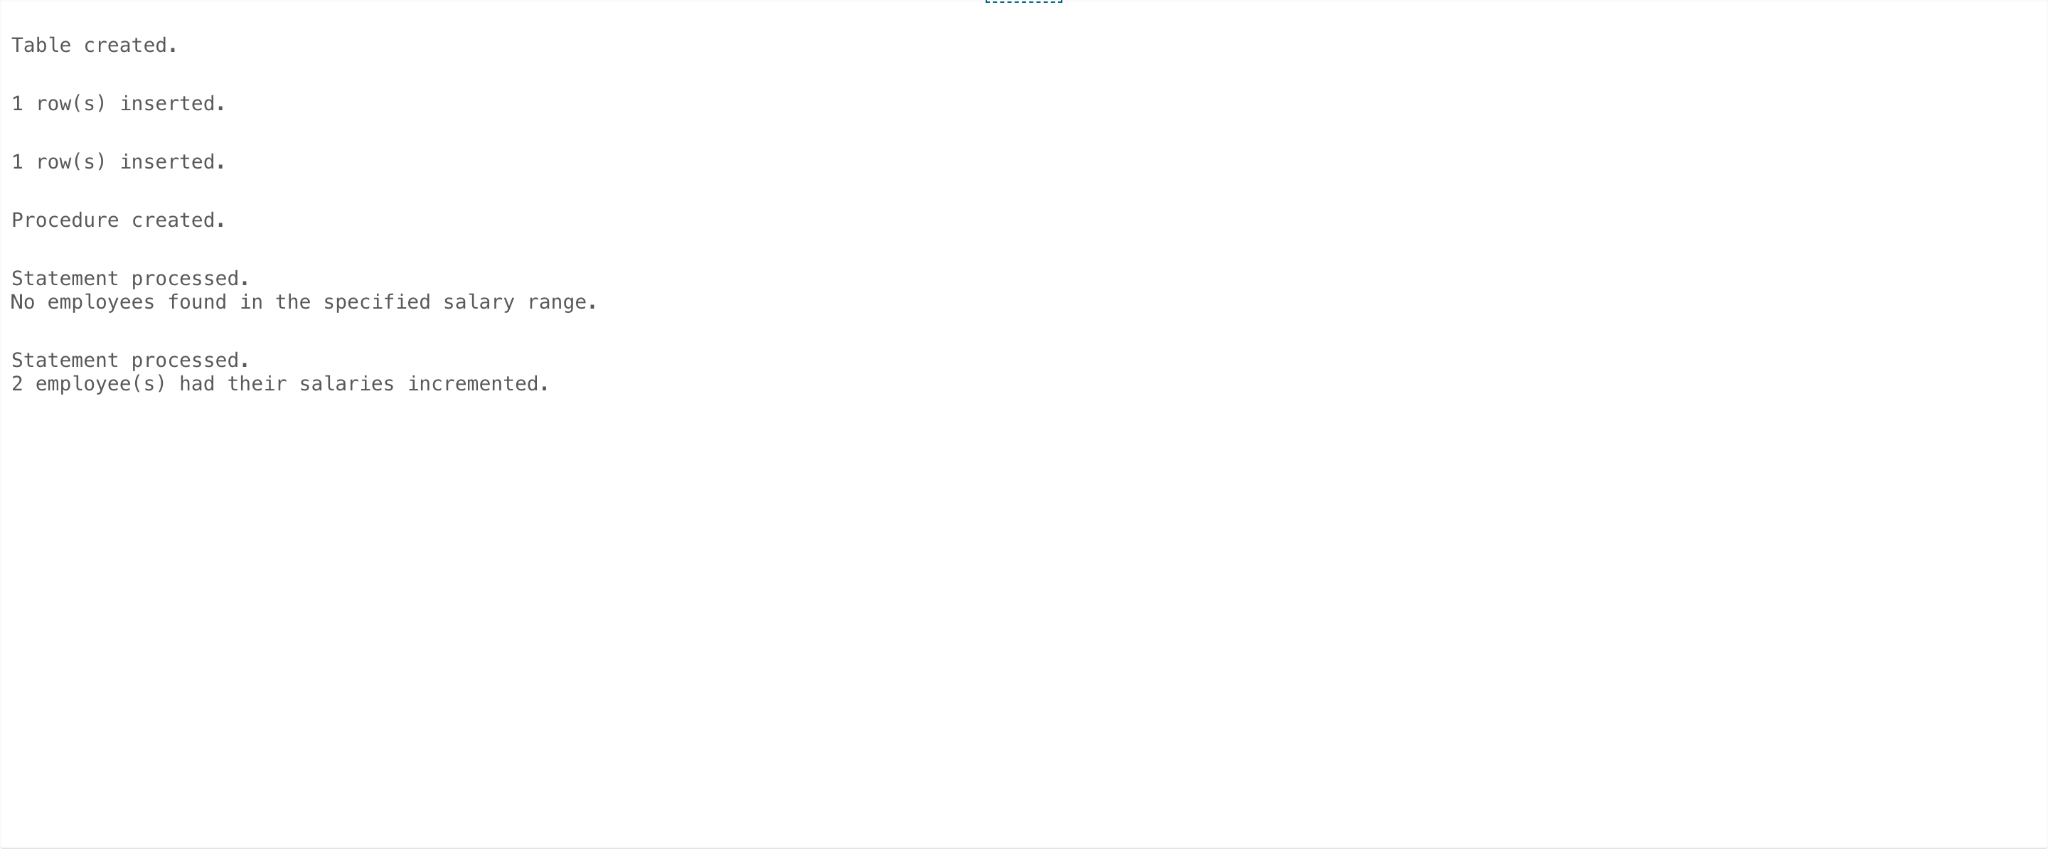 Table created.
1 row(s) inserted.
1 row(s) inserted.
Procedure created.
Statement processed.
No employees found in the specified salary range.
Statement processed.
2 employee(s) had their salaries incremented.